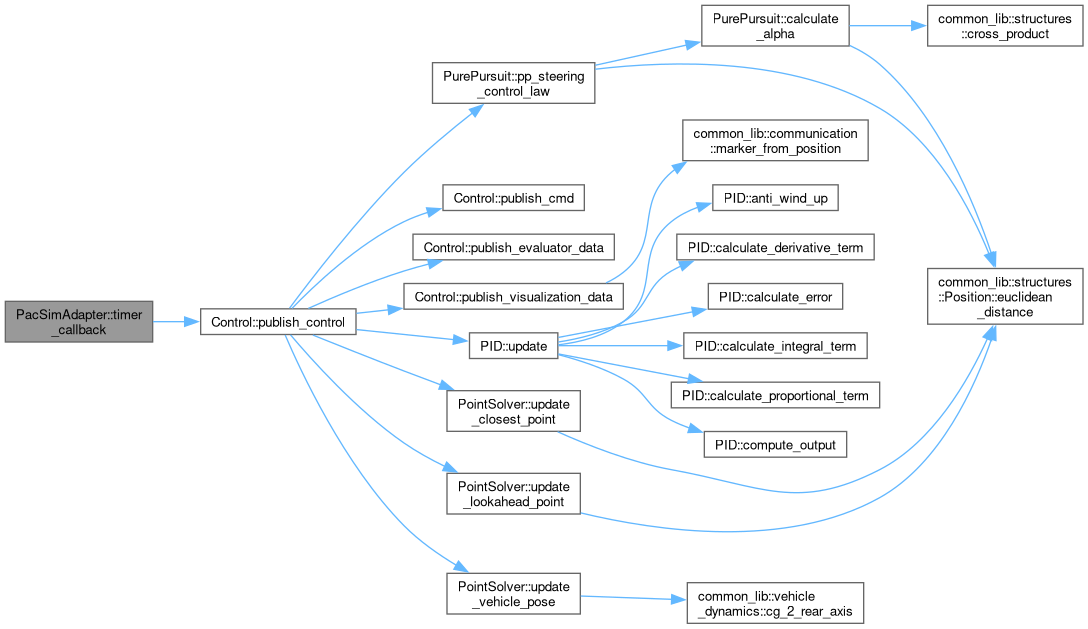 PacSimAdapter::timer
_callback
Control::publish_control
PurePursuit::pp_steering
_control_law
Control::publish_cmd
Control::publish_evaluator_data
Control::publish_visualization_data
PID::update
PointSolver::update
_closest_point
PointSolver::update
_lookahead_point
PointSolver::update
_vehicle_pose
PurePursuit::calculate
_alpha
common_lib::communication
::marker_from_position
PID::anti_wind_up
PID::calculate_derivative_term
PID::calculate_error
PID::calculate_integral_term
PID::calculate_proportional_term
PID::compute_output
common_lib::vehicle
_dynamics::cg_2_rear_axis
common_lib::structures
::cross_product
common_lib::structures
::Position::euclidean
_distance